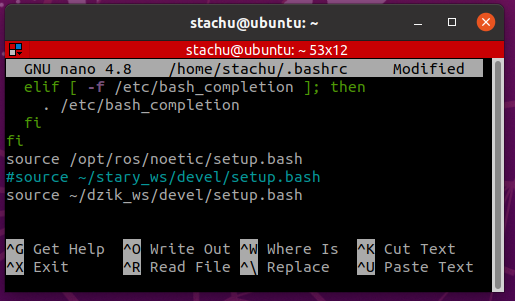 stachu@ubuntu: ~
stachu@ubuntu: ~ 53x12
GNU nano 4.8 /home/stachu/.bashrc Modified
elif [ -f /etc/bash_completion ]; then
. /etc/bash_completion
fi
fi
source /opt/ros/noetic/setup.bash
#source ~/stary_ws/devel/setup.bash
source ~/dzik_ws/devel/setup.bash
^G Get Help ^O Write Out ^W Where Is ^K Cut Text
^X Exit ^R Read File ^\ Replace ^U Paste Text